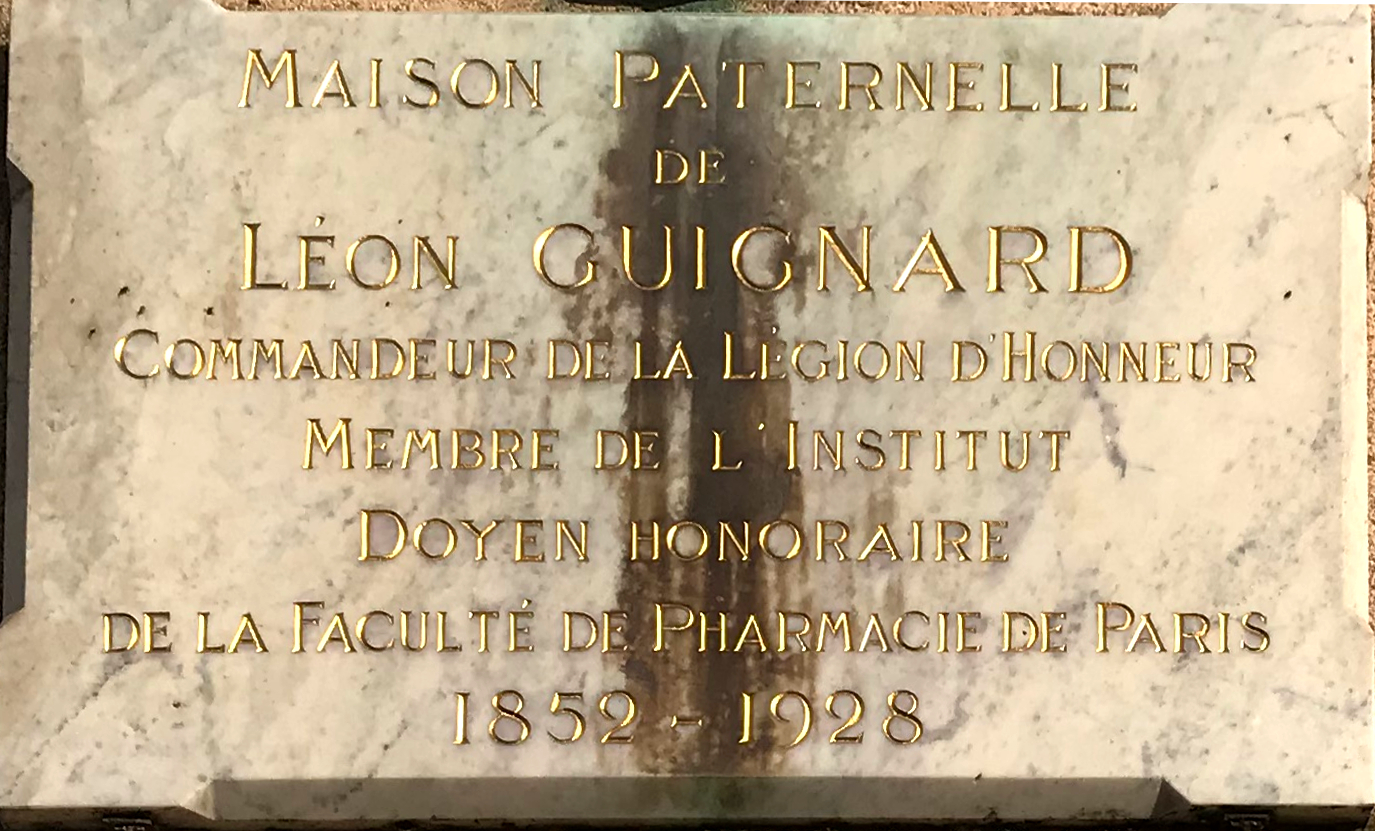 MAISON PATERNELLE
DE
LÉON GUIGNARD
COMMANDEUR DE LA LÉGION D'HONNEUR
MEMBRE DE L'INSTITUT
DOYEN HONORAIRE
DE LA FACULTÉ DE PHARMACIE DE PARIS
1852 - 1928